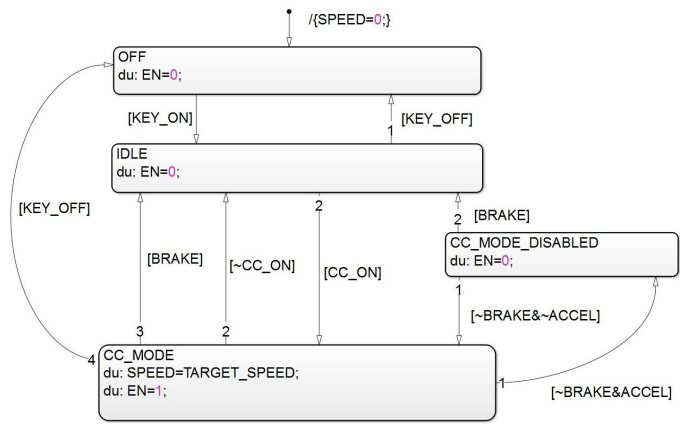 /{SPEED=0;}
OFF
du: EN=0;
[KEY_ON]
[KEY_OFF]
1
IDLE
du: EN=0;
[KEY_OFF]
2
2
[BRAKE]
CC_MODE_DISABLED
du: EN=0;
[BRAKE]
[~CC_ON]
[CC_ON]
1
[~BRAKE&~ACCEL]
3
2
4
CC_MODE
du: SPEED=TARGET_SPEED;
du: EN=1;
1
[~BRAKE&ACCEL]